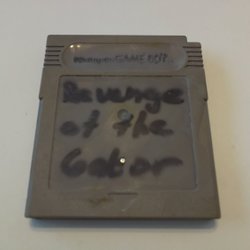 Nintendo GAME BOY
Revenge
of the
Gator